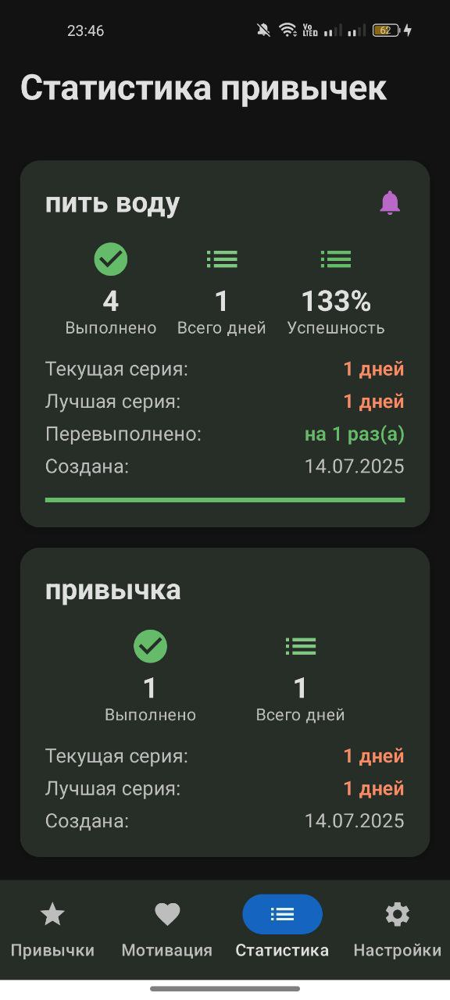 23:46
Vo LTED
62
Статистика привычек
пить воду
4 1 133%
Выполнено Всего дней Успешность
Текущая серия: 1 дней
Лучшая серия: 1 дней
Перевыполнено: на 1 раз(а)
Создана: 14.07.2025
привычка
1 1
Выполнено Всего дней
Текущая серия: 1 дней
Лучшая серия: 1 дней
Создана: 14.07.2025
Привычки Мотивация Статистика Настройки